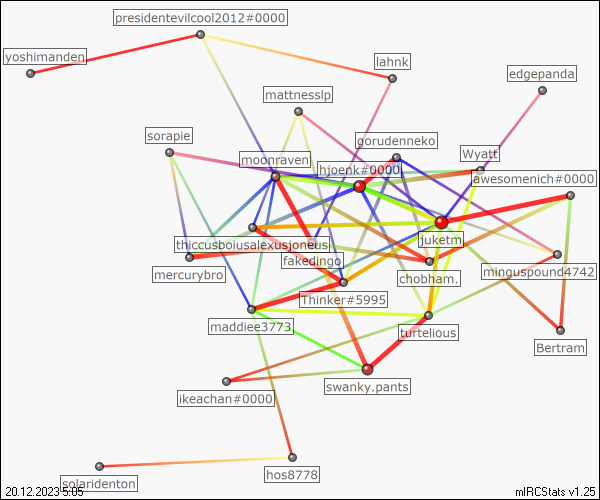 presidentevilcool2012#0000
yoshimanden
lahnk
edgepanda
mattnesslp
sorapie
gorudenneko
moonraven
hjoenk#0000
Wyatt
awesomenich#0000
thiccusboiusalexusjoneus
juketm
fakedingo
mercurybro
chobham.
minguspound4742
Thinker#5995
maddiee3773
turtelious
Bertram
swanky.pants
ikeachan#0000
hos8778
solaridenton
20.12.2023 5:05
mIRCStats v1.25